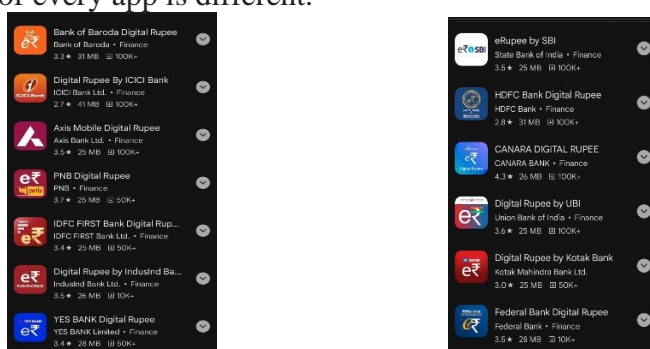 of every app is different.
Bank of Baroda Digital Rupee
Bank of Baroda • Finance
3.3★ 31 MB 100K+
Digital Rupee By ICICI Bank
ICICI Bank Ltd. • Finance
2.7★ 41 MB 100K+
Axis Mobile Digital Rupee
Axis Bank Ltd. • Finance
3.5★ 25 MB 100K+
PNB Digital Rupee
PNB • Finance
3.7★ 25 MB 50K+
IDFC FIRST Bank Digital Rup...
IDFC FIRST Bank Ltd. • Finance
3.4★ 25 MB 50K+
Digital Rupee by IndusInd Ba...
IndusInd Bank Ltd. • Finance
3.5★ 26 MB 10K+
YES BANK Digital Rupee
YES BANK Limited • Finance
3.4★ 28 MB 50K+
eRupee by SBI
State Bank of India • Finance
3.5★ 25 MB 100K+
HDFC Bank Digital Rupee
HDFC Bank • Finance
2.8★ 31 MB 100K+
CANARA DIGITAL RUPEE
CANARA BANK • Finance
4.3★ 26 MB 100K+
Digital Rupee by UBI
Union Bank of India • Finance
3.6★ 25 MB 100K+
Digital Rupee by Kotak Bank
Kotak Mahindra Bank Ltd.
3.0★ 25 MB 50K+
Federal Bank Digital Rupee
Federal Bank • Finance
3.5★ 28 MB 10K+